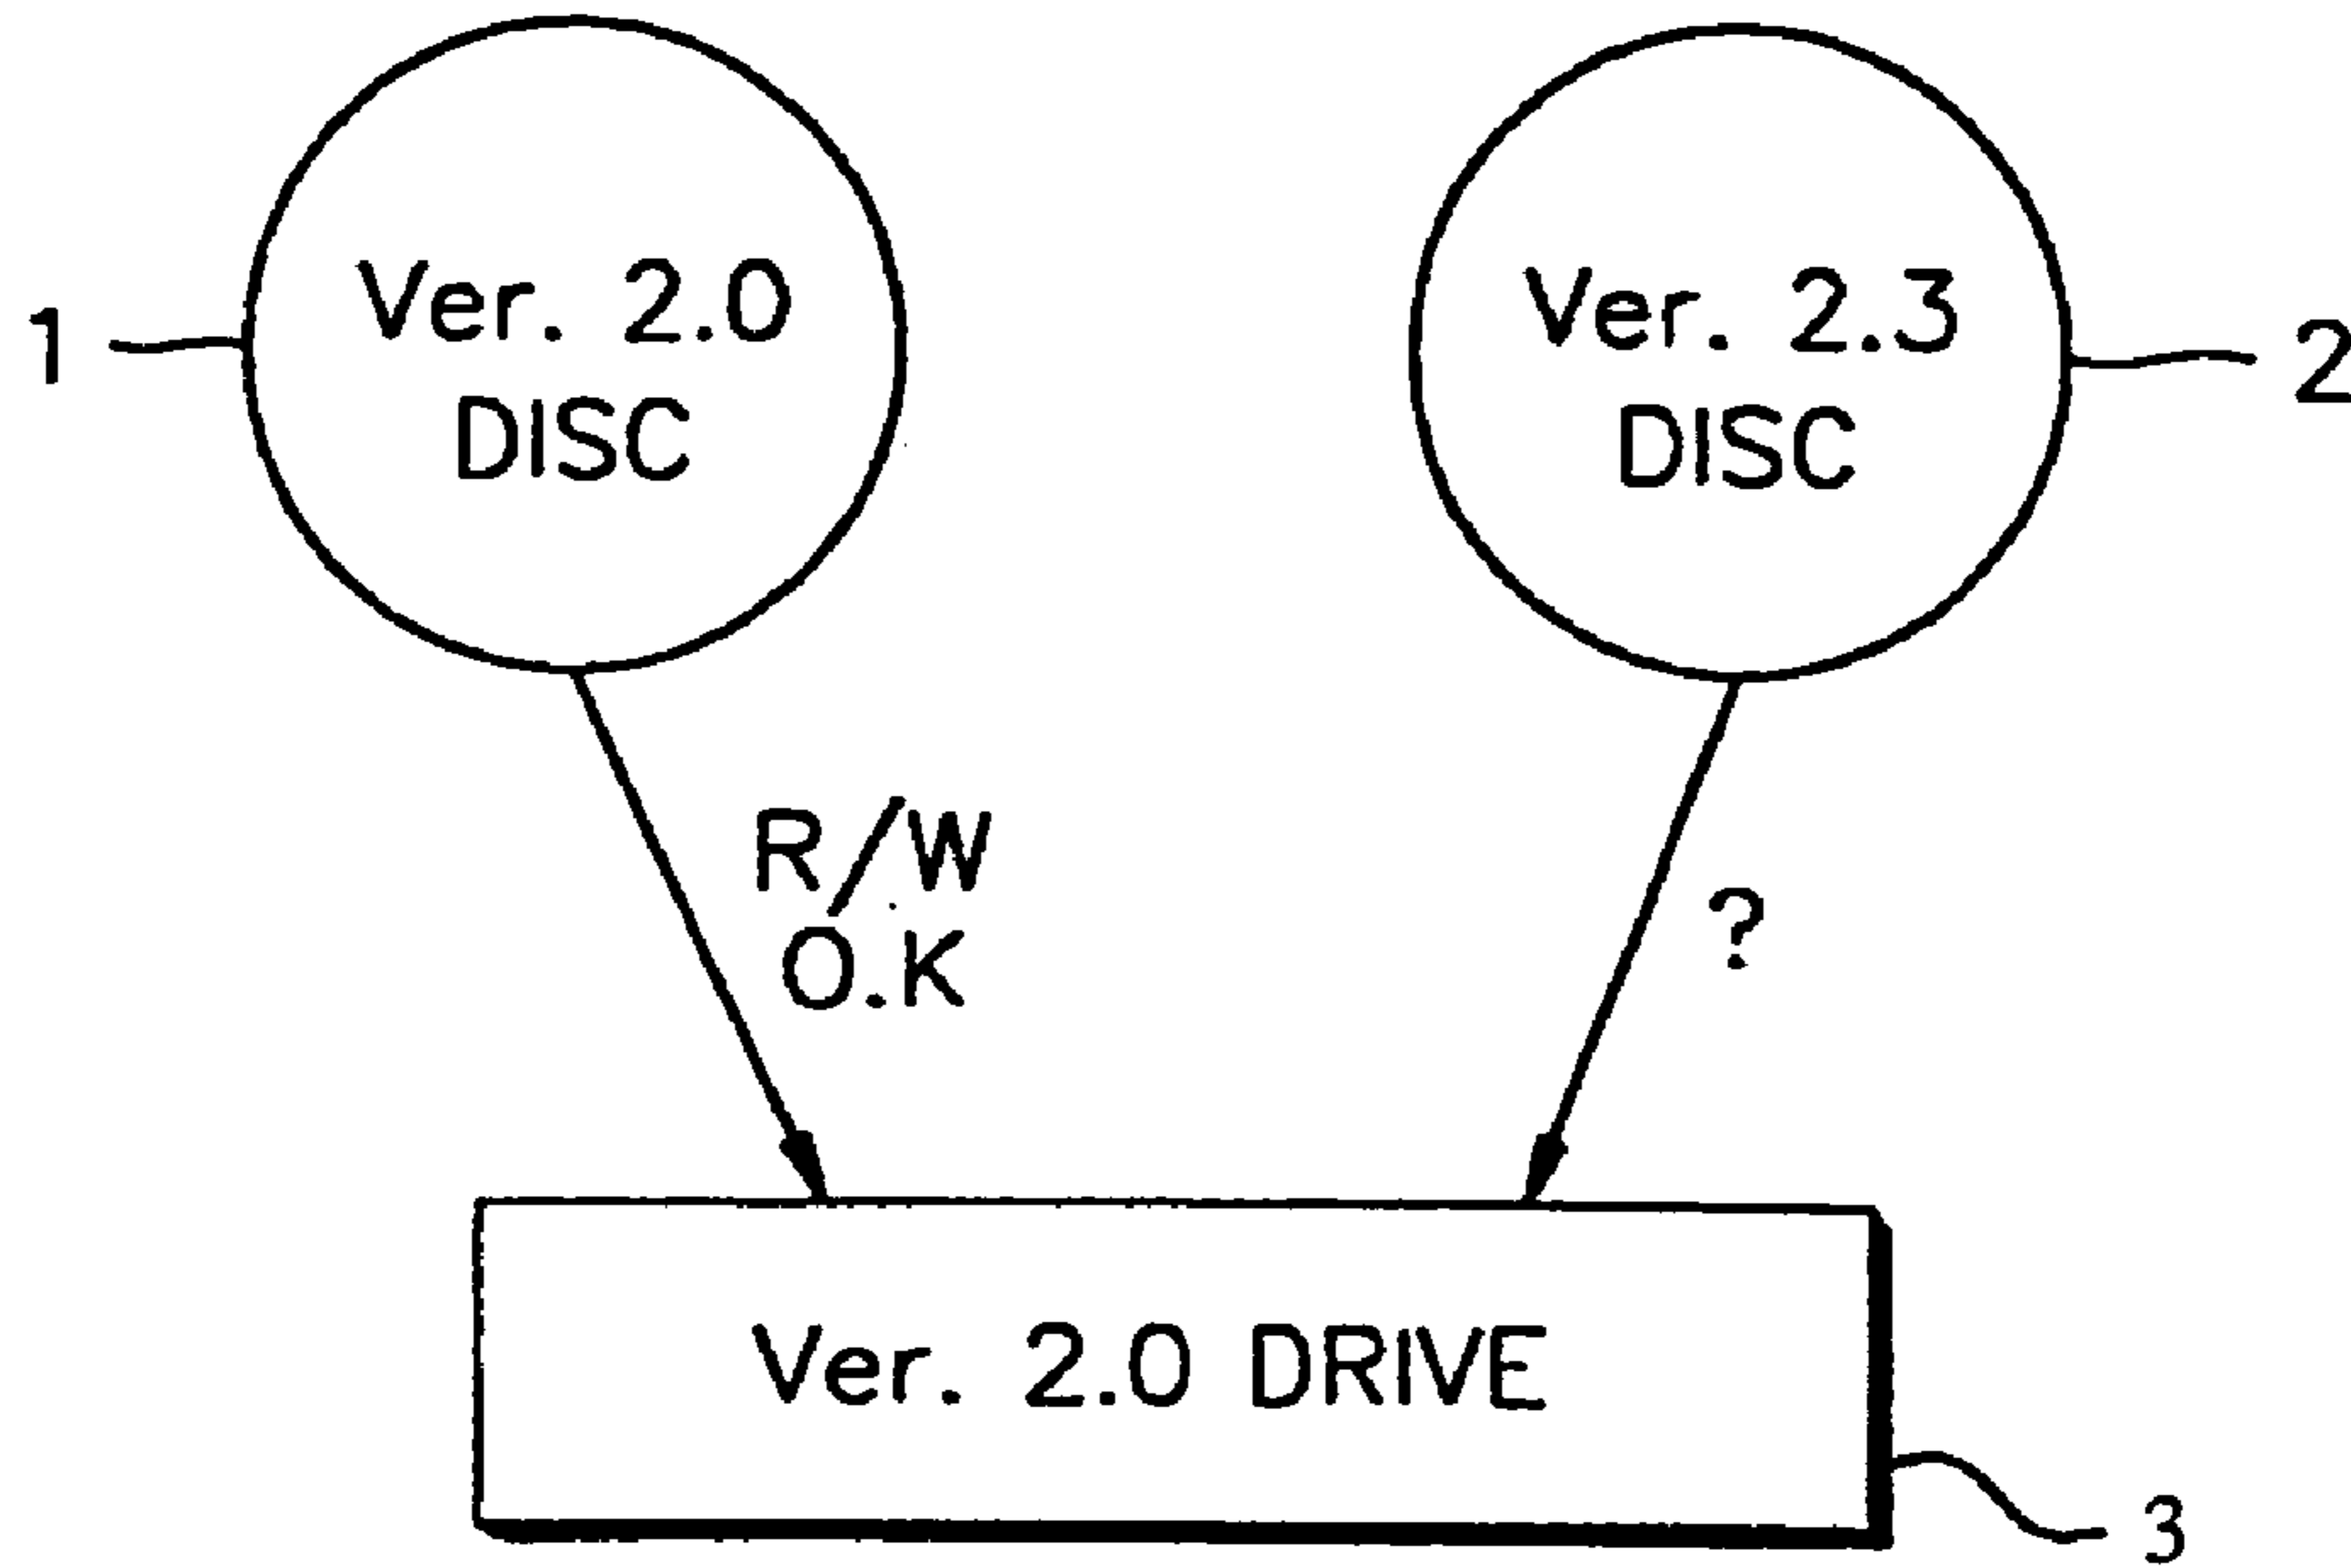 1
Ver. 2.0
DISC
Ver. 2.3
DISC
2
R/W
O.K
?
Ver. 2.0 DRIVE
3